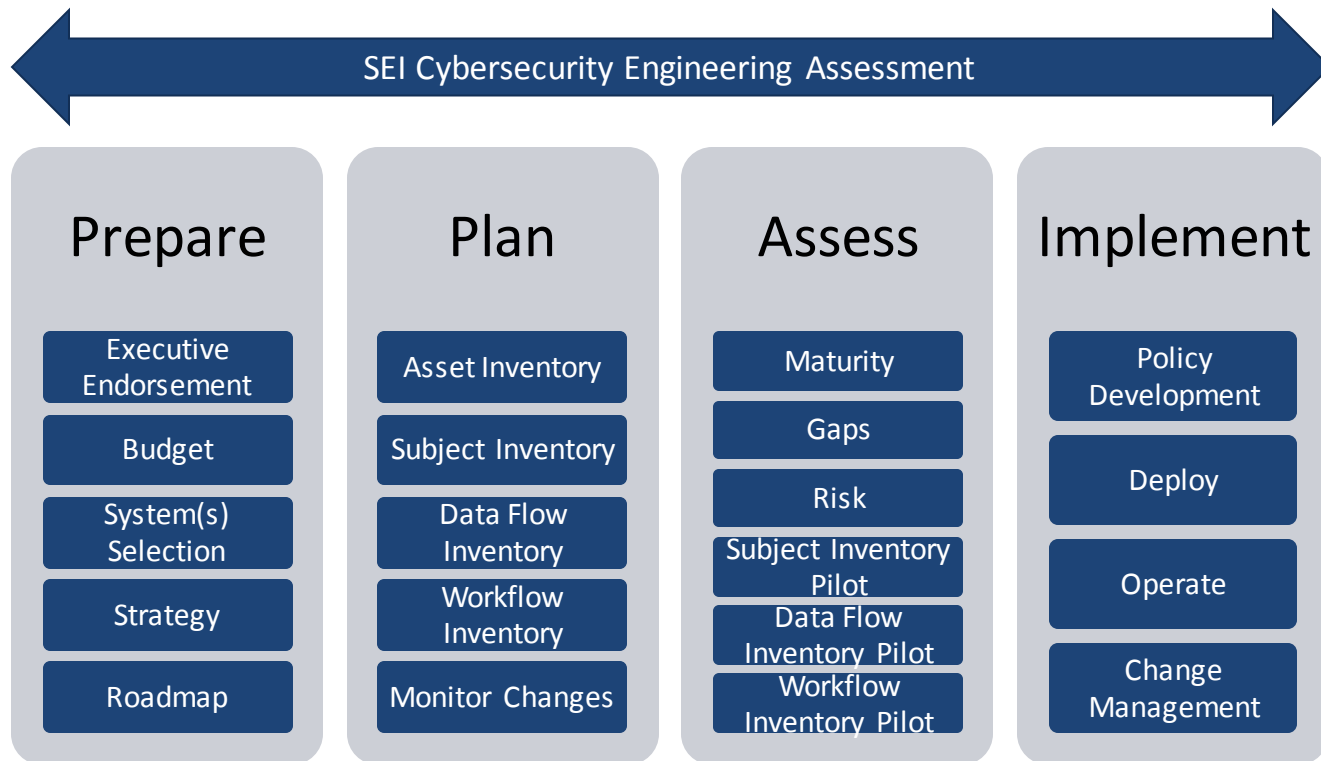 SEI Cybersecurity Engineering Assessment
Prepare
Executive
Endorsement
Budget
System(s)
Selection
Strategy
Roadmap
Plan
Asset Inventory
Subject Inventory
Data Flow
Inventory
Workflow
Inventory
Monitor Changes
Assess
Maturity
Gaps
Risk
Subject Inventory
Pilot
Data Flow
Inventory Pilot
Workflow
Inventory Pilot
Implement
Policy
Development
Deploy
Operate
Change
Management